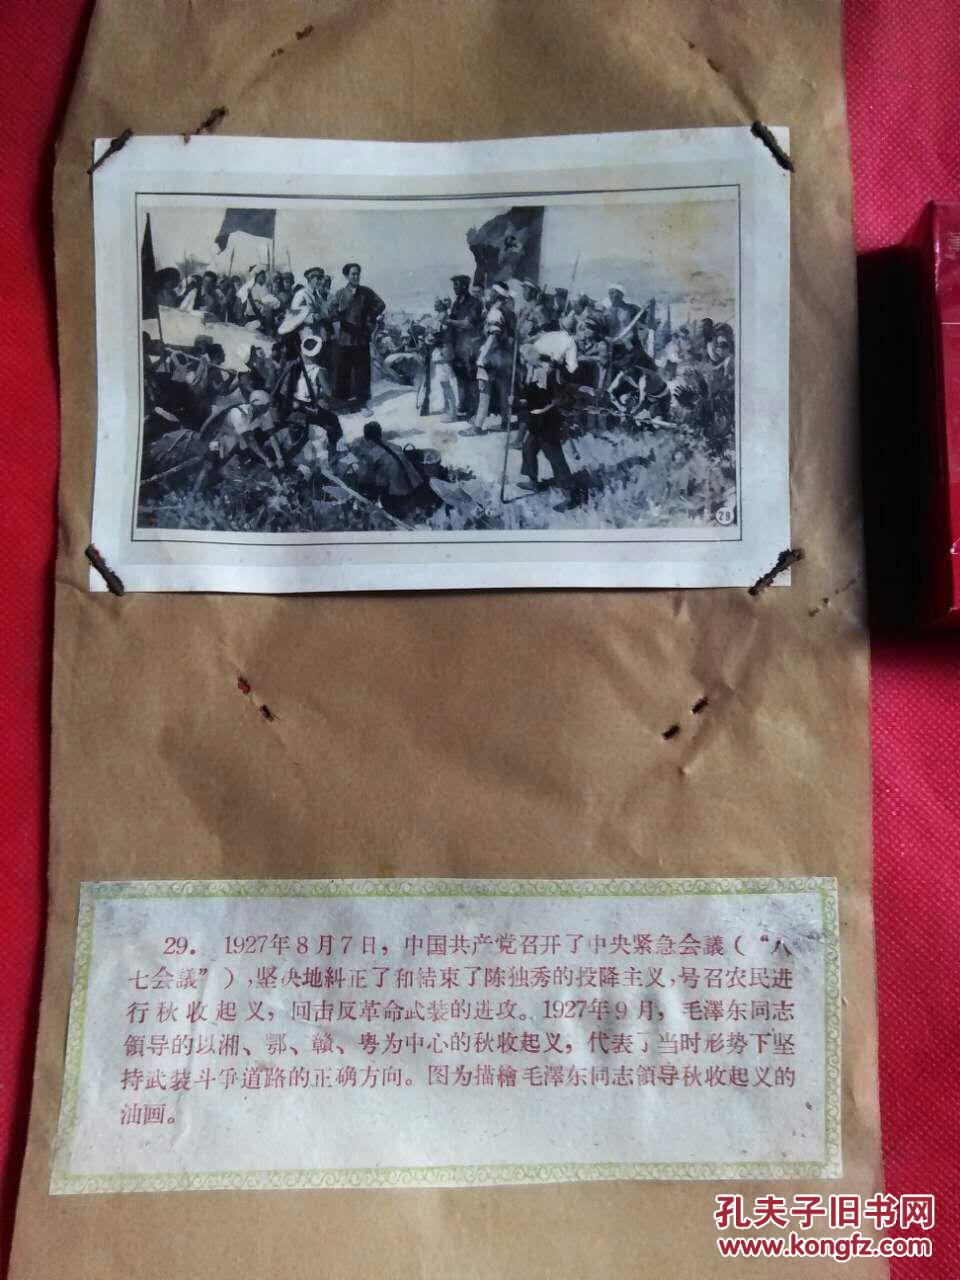 29
29. 1927年8月7日，中国共产党召开了中央紧急会議（“八
七会議”），坚决地糾正了和結束了陈独秀的投降主义，号召农民进
行秋收起义，回击反革命武装的进攻。1927年9月，毛澤东同志
領导的以湘、鄂、贛、粤为中心的秋收起义，代表了当时形势下坚
持武装斗爭道路的正确方向。图为描繪毛澤东同志領导秋收起义的
油画。
孔夫子旧书网
www.kongfz.com